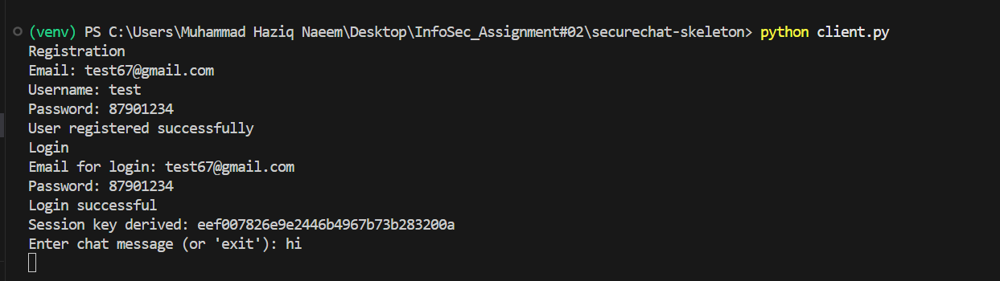 (venv) PS C:\Users\Muhammad Haziq Naeem\Desktop\InfoSec_Assignment#02\securechat-skeleton> python client.py
Registration
Email: test67@gmail.com
Username: test
Password: 87901234
User registered successfully
Login
Email for login: test67@gmail.com
Password: 87901234
Login successful
Session key derived: eef007826e9e2446b4967b73b283200a
Enter chat message (or 'exit'): hi